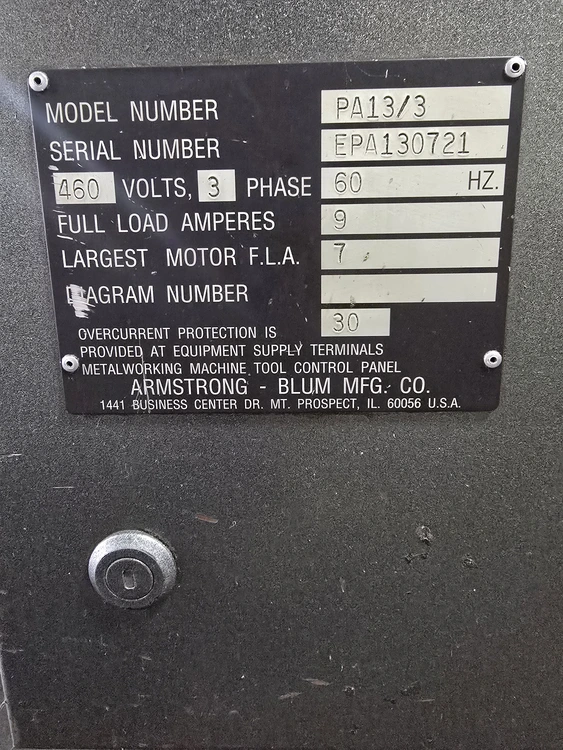 MODEL NUMBER PA13/3
SERIAL NUMBER EPA130721
460 VOLTS, 3 PHASE 60 HZ.
FULL LOAD AMPERES 9
LARGEST MOTOR F.L.A. 7
DIAGRAM NUMBER
OVERCURRENT PROTECTION IS 30
PROVIDED AT EQUIPMENT SUPPLY TERMINALS
METALWORKING MACHINE TOOL CONTROL PANEL
ARMSTRONG - BLUM MFG. CO.
1441 BUSINESS CENTER DR. MT. PROSPECT, IL. 60056 U.S.A.